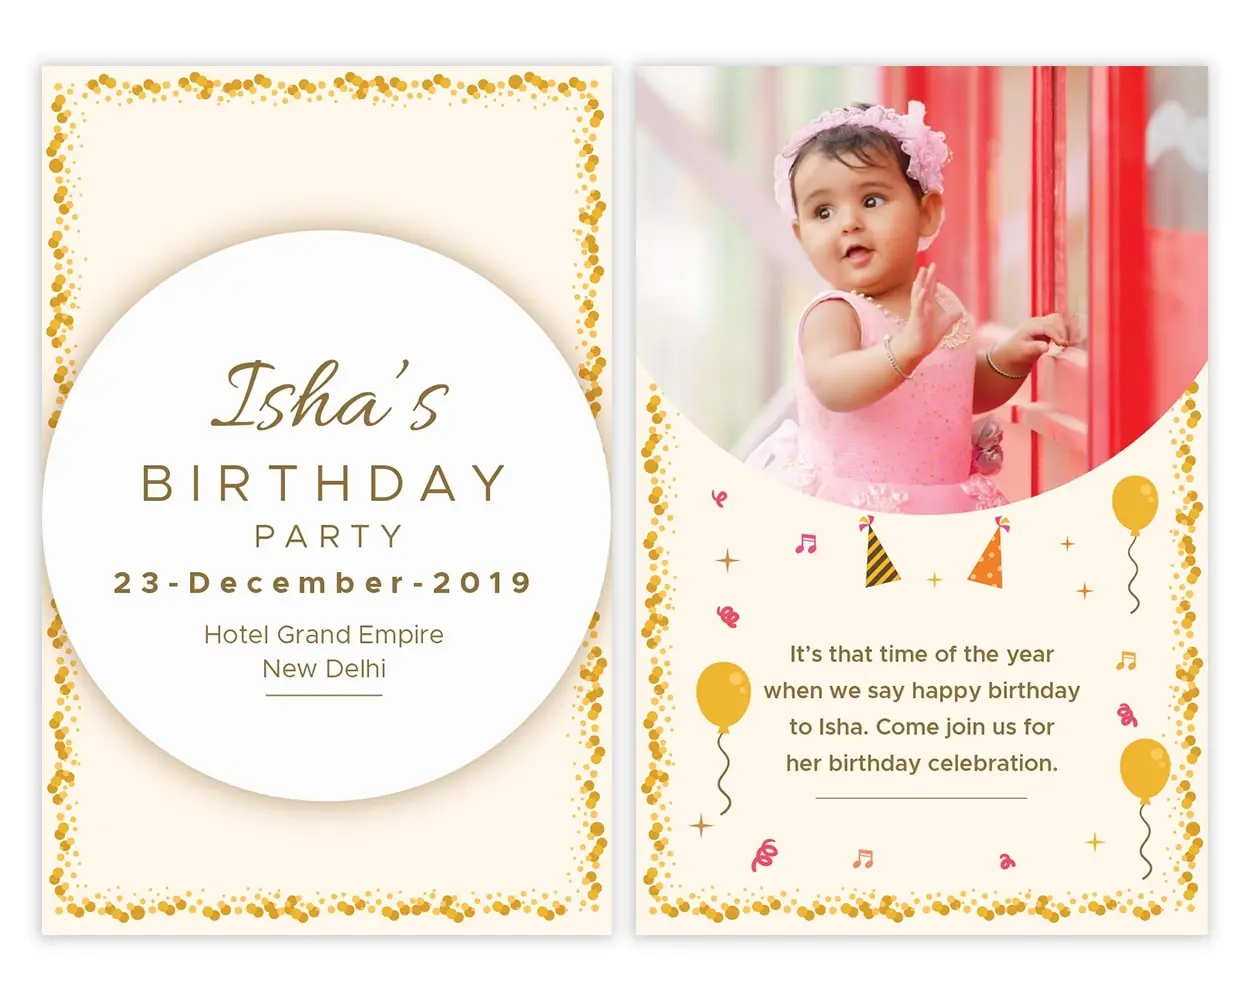 Isha's
BIRTHDAY
PARTY
23-December-2019
Hotel Grand Empire
New Delhi
It’s that time of the year
when we say happy birthday
to Isha. Come join us for
her birthday celebration.